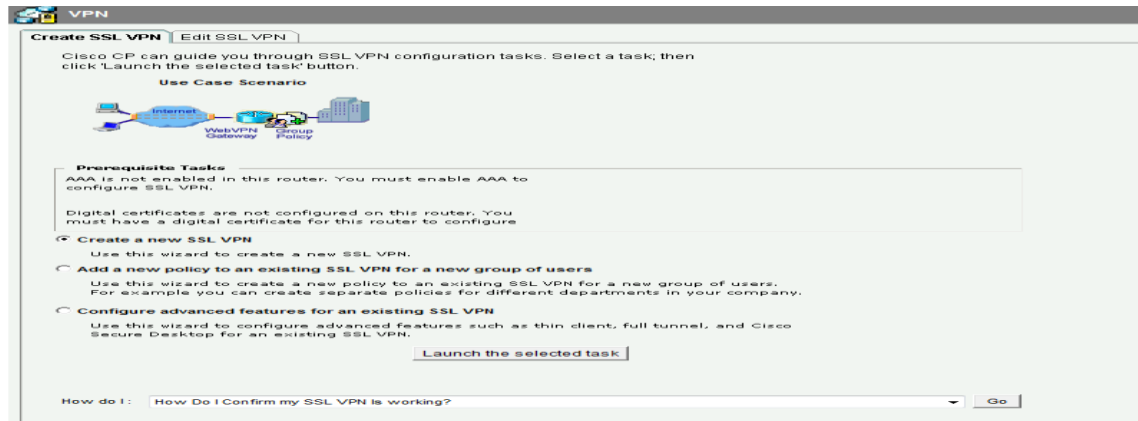 VPN
Create SSL VPN
Edit SSL VPN
Cisco CP can guide you through SSL VPN configuration tasks. Select a task; then
click 'Launch the selected task' button.
Use Case Scenario
Internet
WebVPN
Gateway
Group
Policy
Prerequisite Tasks
AAA is not enabled in this router. You must enable AAA to
configure SSL VPN.
Digital certificates are not configured on this router. You
must have a digital certificate for this router to configure
Create a new SSL VPN
Use this wizard to create a new SSL VPN.
Add a new policy to an existing SSL VPN for a new group of users
Use this wizard to create a new policy to an existing SSL VPN for a new group of users.
For example you can create separate policies for different departments in your company.
Configure advanced features for an existing SSL VPN
Use this wizard to configure advanced features such as thin client, full tunnel, and Cisco
Secure Desktop for an existing SSL VPN.
Launch the selected task
How do I: How Do I Confirm my SSL VPN Is working? Go